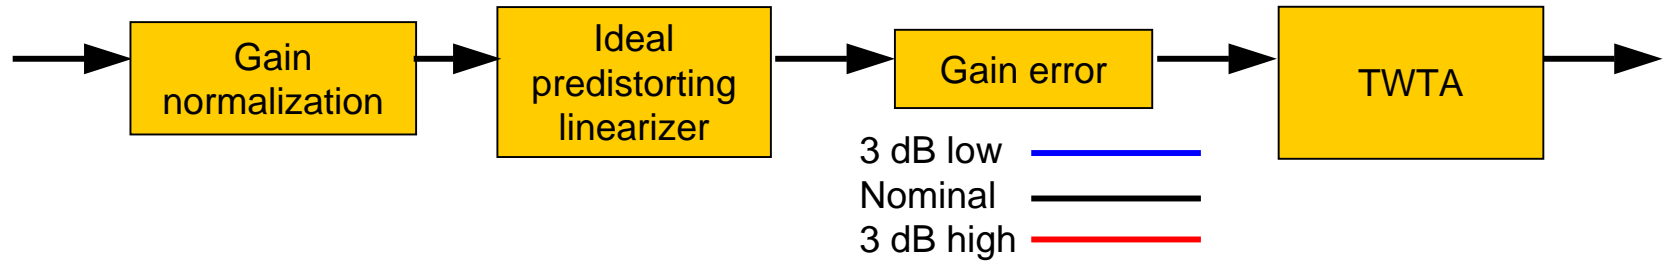 Gain
normalization
Ideal
predistorting
linearizer
Gain error
TWTA
3 dB low
Nominal
3 dB high